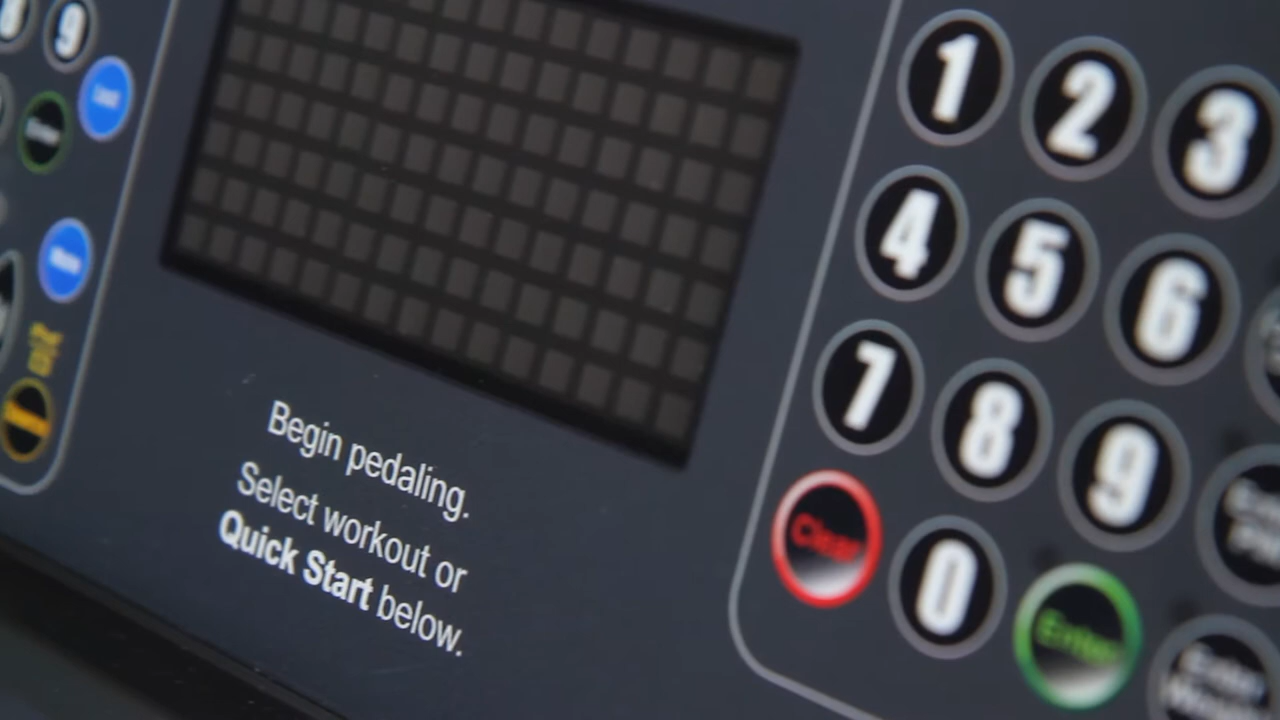 9
Begin pedaling.
Select workout or
Quick Start below.
1 2 3
4 5 6
7 8 9
Clear 0 Enter
Enter